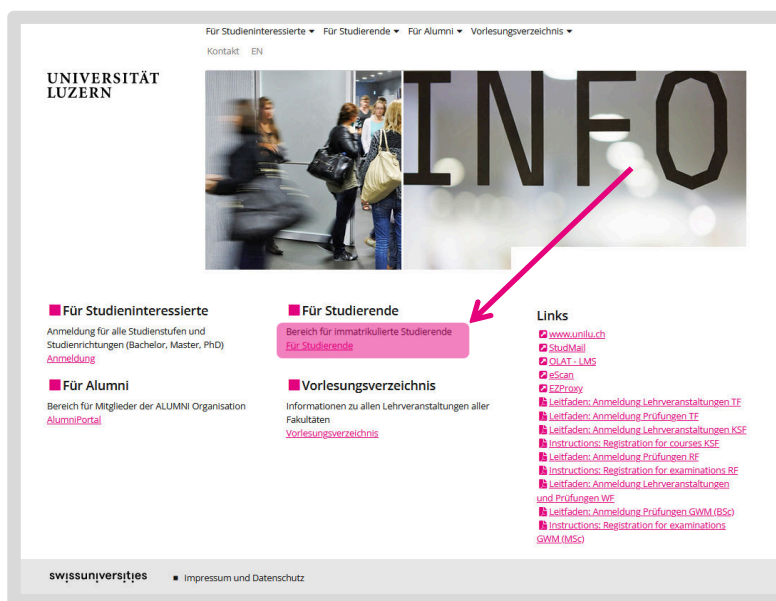 Für Studieninteressierte Für Studierende Für Alumni Vorlesungsverzeichnis
Kontakt EN
UNIVERSITÄT
LUZERN
INFO
Für Studieninteressierte
Anmeldung für alle Studienstufen und
Studienrichtungen (Bachelor, Master, PhD)
Anmeldung
Für Alumni
Bereich für Mitglieder der ALUMNI Organisation
AlumniPortal
Für Studierende
Bereich für immatrikulierte Studierende
Für Studierende
Vorlesungsverzeichnis
Informationen zu allen Lehrveranstaltungen aller
Fakultäten
Vorlesungsverzeichnis
Links
www.unilu.ch
StudMail
OLAT - LMS
eScan
EZProxy
Leitfaden: Anmeldung Lehrveranstaltungen TF
Leitfaden: Anmeldung Prüfungen TF
Leitfaden: Anmeldung Lehrveranstaltungen KSF
Instructions: Registration for courses KSF
Leitfaden: Anmeldung Prüfungen RF
Instructions: Registration for examinations RF
Leitfaden: Anmeldung Lehrveranstaltungen
und Prüfungen WF
Leitfaden: Anmeldung Prüfungen GWM (BSc)
Instructions: Registration for examinations
GWM (MSc)
swissuniversities Impressum und Datenschutz